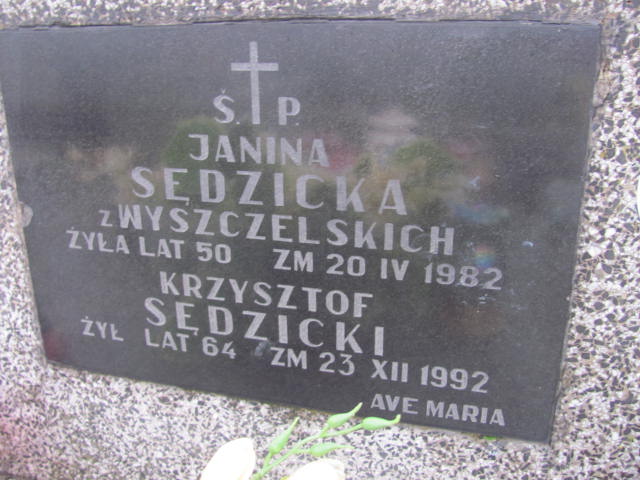 Ś. P.
JANINA
SĘDZICKA
z WYSZCZELSKICH
ŻYŁA LAT 50 ZM 20 IV 1982
KRZYSZTOF
SĘDZICKI
ŻYŁ LAT 64 ZM 23 XII 1992
AVE MARIA